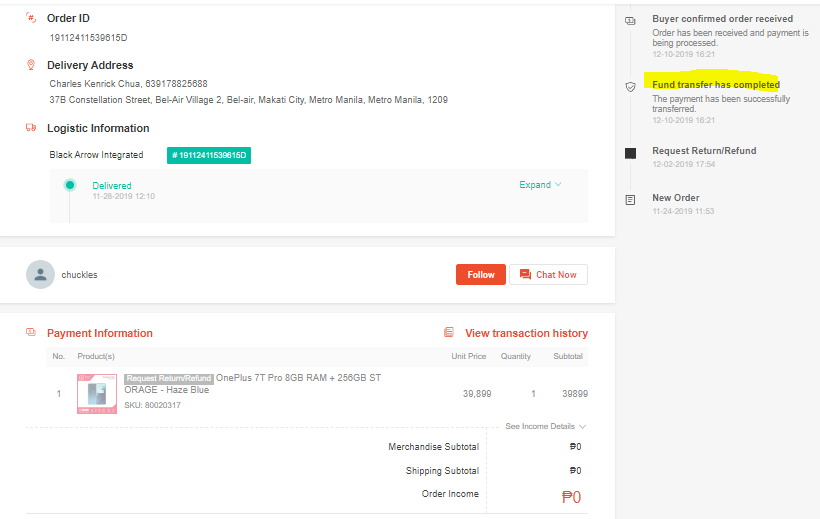 Order ID
19112411539615D
Delivery Address
Charles Kenrick Chua, 639178825688
37B Constellation Street, Bel-Air Village 2, Bel-air, Makati City, Metro Manila, Metro Manila, 1209
Logistic Information
Black Arrow Integrated
# 19112411539615D
Delivered
Expand
11-28-2019 12:10
chuckles
Follow
Chat Now
Payment Information
View transaction history
No. Product(s) Unit Price Quantity Subtotal
1 Request Return/Refund OnePlus 7T Pro 8GB RAM + 256GB ST
ORAGE - Haze Blue
39,899 1 39899
SKU: 80020317
See Income Details
Merchandise Subtotal ₱0
Shipping Subtotal ₱0
Order Income ₱0
Buyer confirmed order received
Order has been received and payment is
being processed.
12-10-2019 16:21
Fund transfer has completed
The payment has been successfully
transferred.
12-10-2019 16:21
Request Return/Refund
12-02-2019 17:54
New Order
11-24-2019 11:53